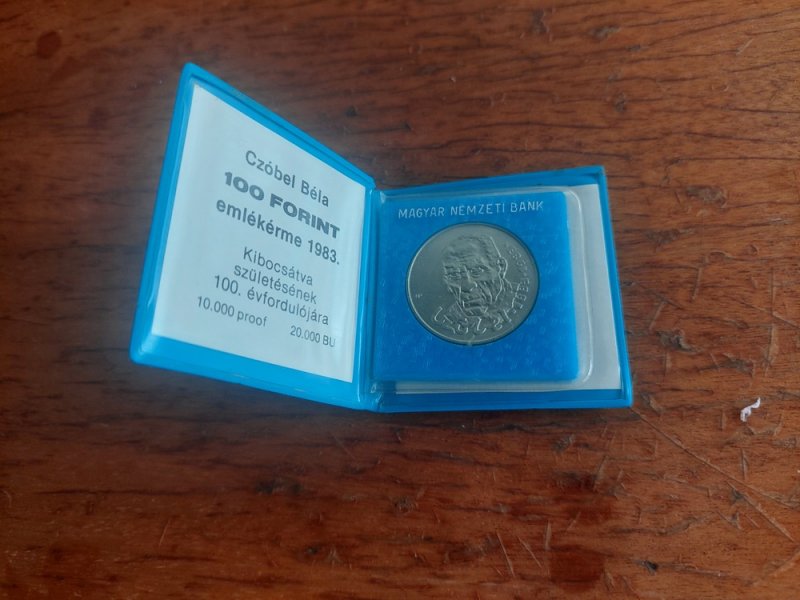 Czóbel Béla
100 FORINT
emlékérme 1983.
Kibocsátva
születésének
100. évfordulójára
10.000 proof 20.000 BU
MAGYAR NEMZETI BANK